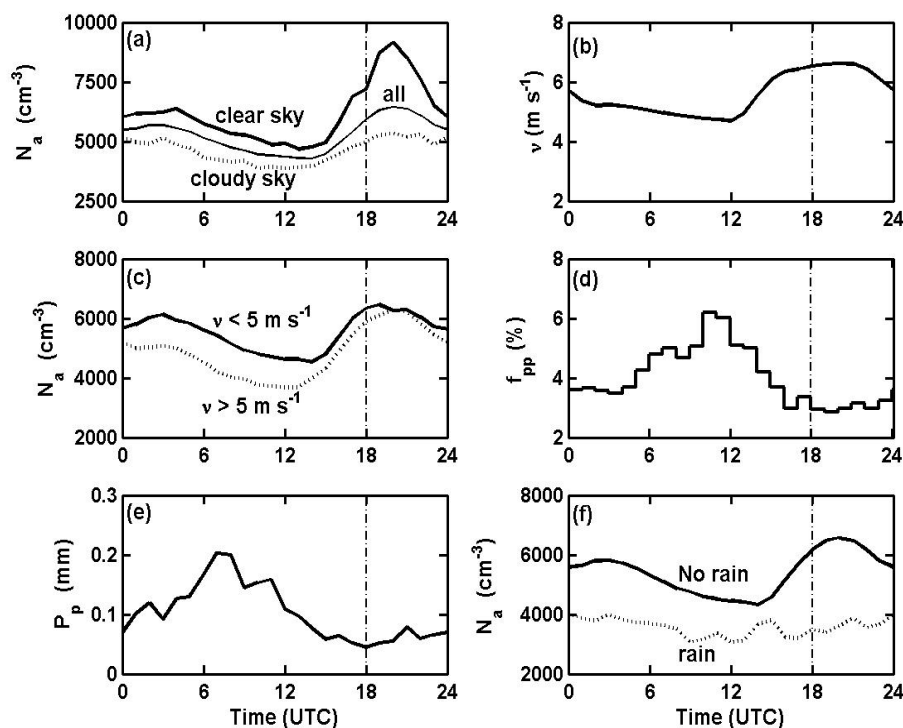 10000
7500
5000
2500
Nₐ (cm⁻³)
(a)
clear sky
all
cloudy sky
0 6 12 18 24
8
6
4
2
ν (m s⁻¹)
(b)
0 6 12 18 24
8000
6000
4000
2000
Nₐ (cm⁻³)
(c)
ν < 5 m s⁻¹
ν > 5 m s⁻¹
0 6 12 18 24
8
6
4
2
f_pp (%)
(d)
0 6 12 18 24
0.3
0.2
0.1
0
P_p (mm)
(e)
0 6 12 18 24
Time (UTC)
8000
6000
4000
2000
Nₐ (cm⁻³)
(f)
No rain
rain
0 6 12 18 24
Time (UTC)